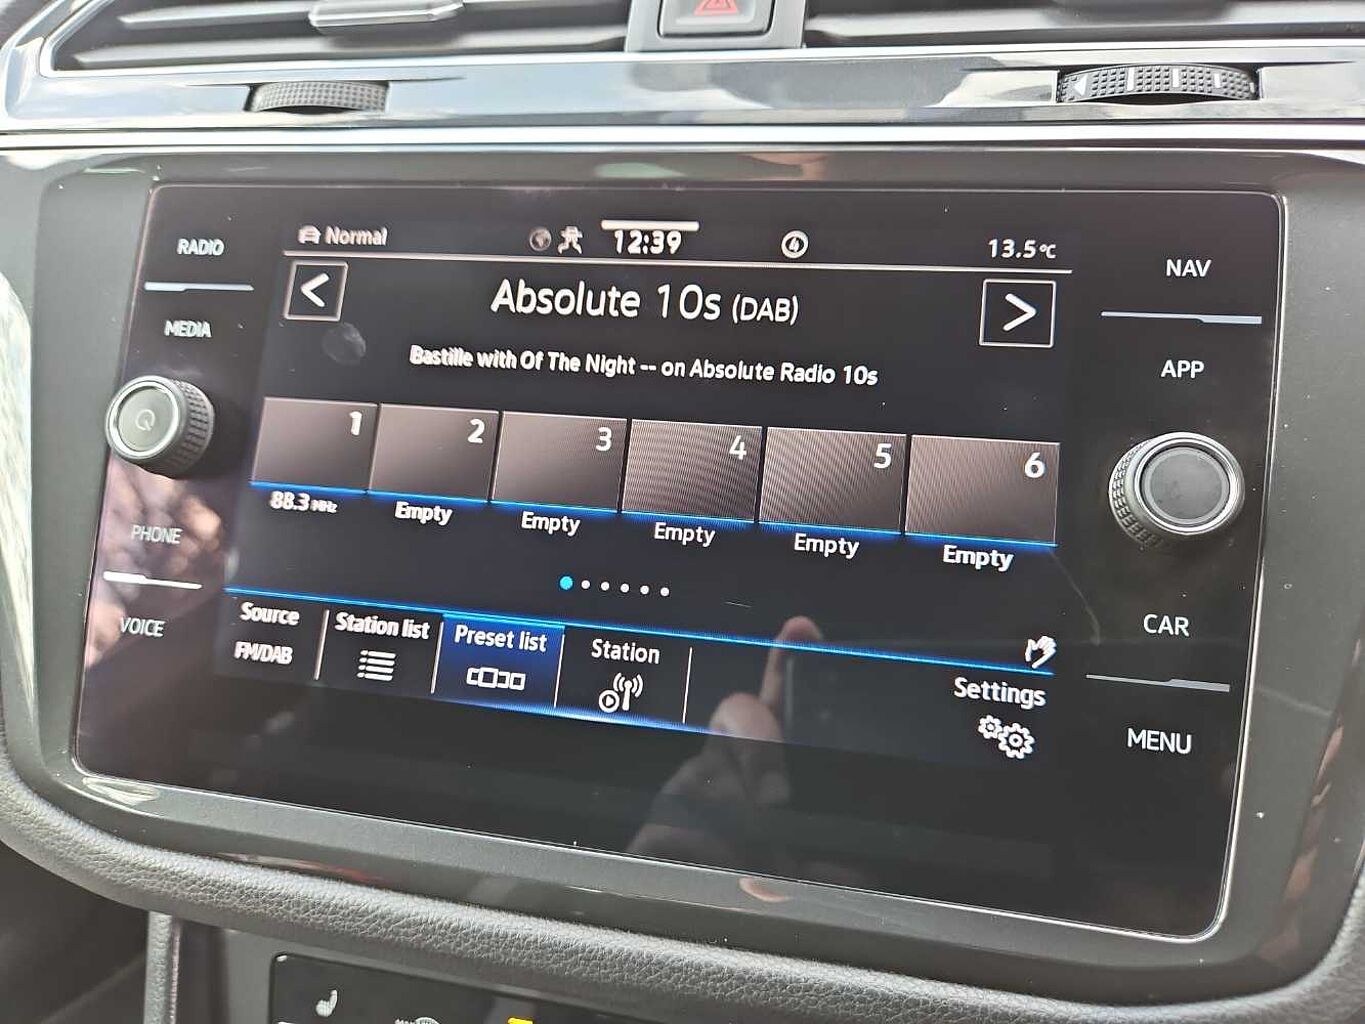 RADIO
MEDIA
PHONE
VOICE
Normal
12:39
4
13.5°C
Absolute 10s (DAB)
Bastille with Of The Night -- on Absolute Radio 10s
1 2 3 4 5 6
88.3 MHz Empty Empty Empty Empty Empty
Source
FM/DAB
Station list
Preset list
Station
Settings
NAV
APP
CAR
MENU